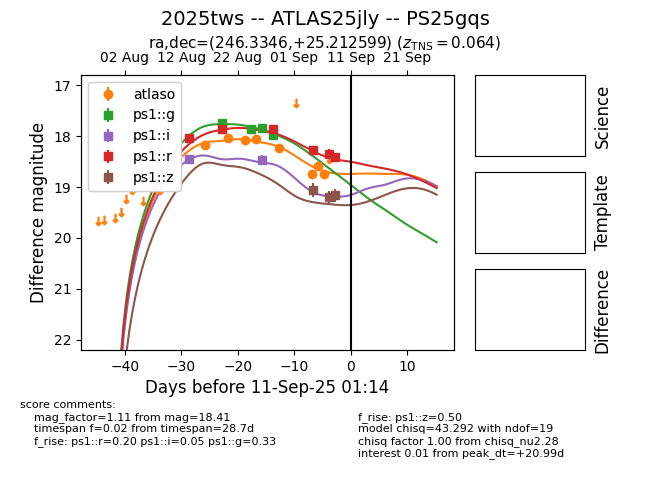 2025tws -- ATLAS25jly -- PS25gqs
ra,dec=(246.3346,+25.212599) (z_TNS = 0.064)
02 Aug 12 Aug 22 Aug 01 Sep 11 Sep 21 Sep
atlaso
ps1::g
ps1::i
ps1::r
ps1::z
17
18
19
20
21
22
Difference magnitude
−40 −30 −20 −10 0 10
Days before 11-Sep-25 01:14
Science
Template
Difference
score comments:
mag_factor=1.11 from mag=18.41
timespan f=0.02 from timespan=28.7d
f_rise: ps1::r=0.20 ps1::i=0.05 ps1::g=0.33
f_rise: ps1::z=0.50
model chisq=43.292 with ndof=19
chisq factor 1.00 from chisq_nu2.28
interest 0.01 from peak_dt=+20.99d